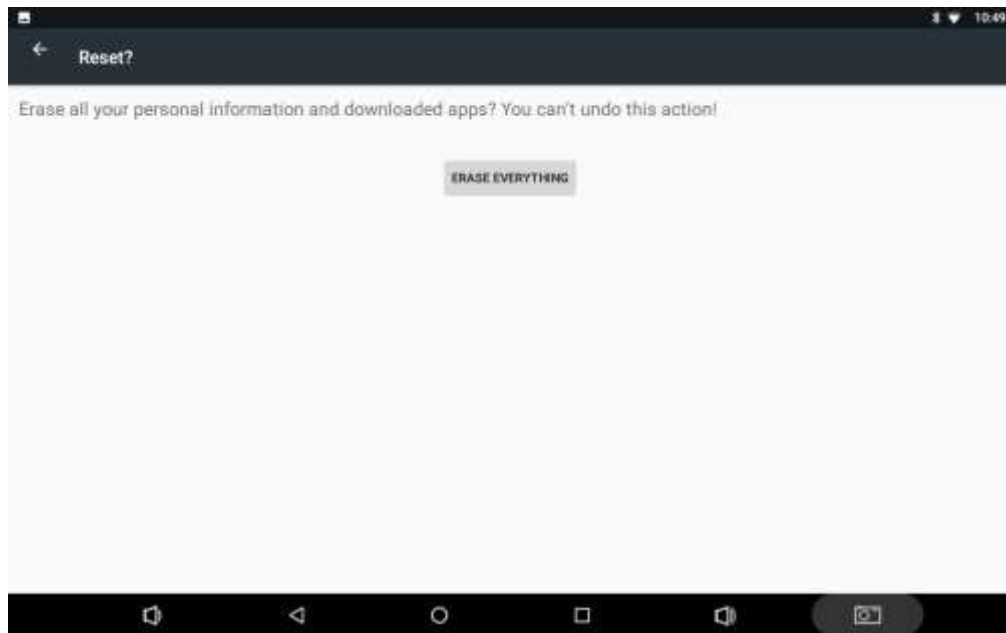 10:49
Reset?
Erase all your personal information and downloaded apps? You can't undo this action!
ERASE EVERYTHING